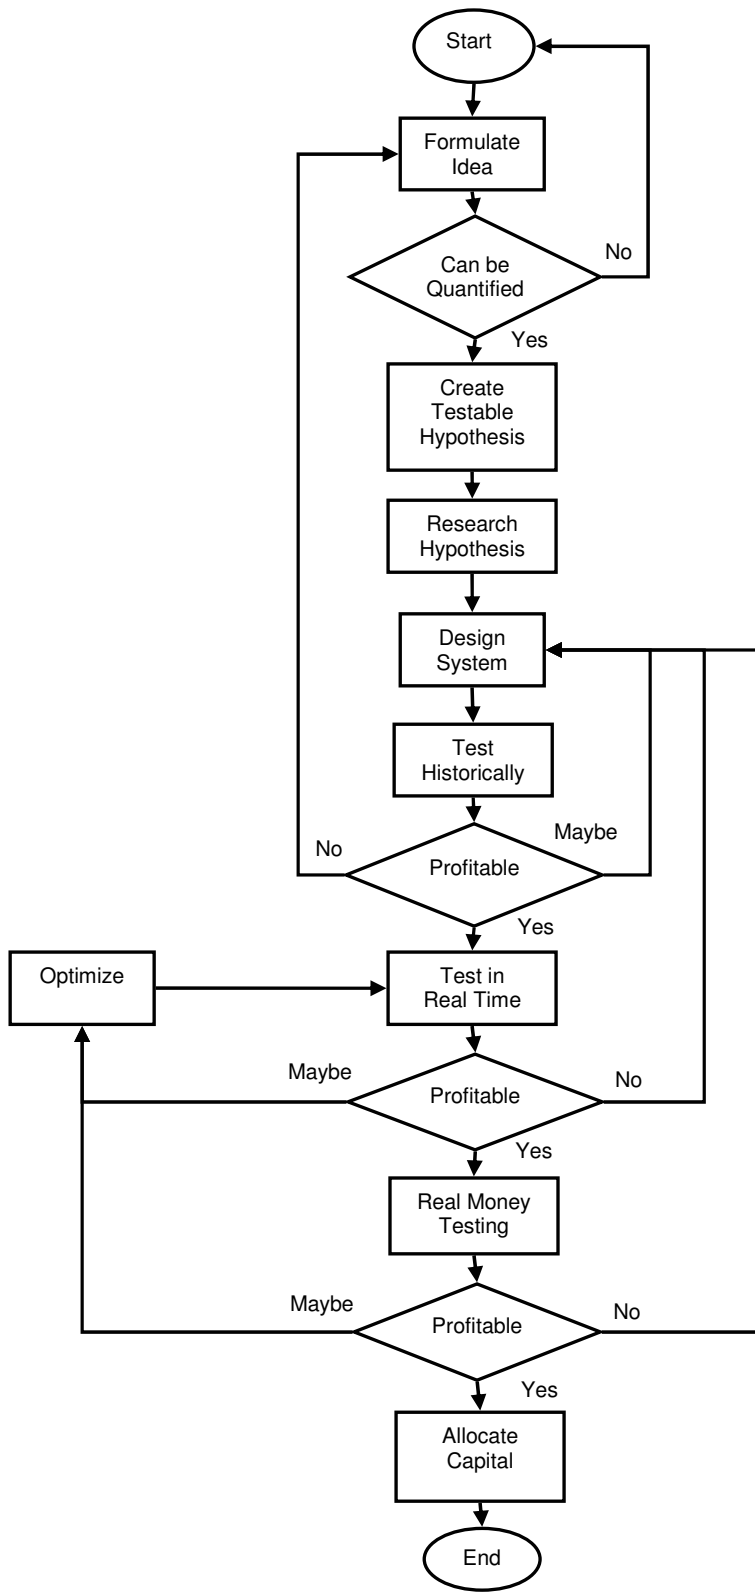 Start
Formulate
Idea
No
Can be
Quantified
Yes
Create
Testable
Hypothesis
Research
Hypothesis
Design
System
Test
Historically
Maybe
No
Profitable
Yes
Optimize
Test in
Real Time
Maybe
No
Profitable
Yes
Real Money
Testing
Maybe
No
Profitable
Yes
Allocate
Capital
End